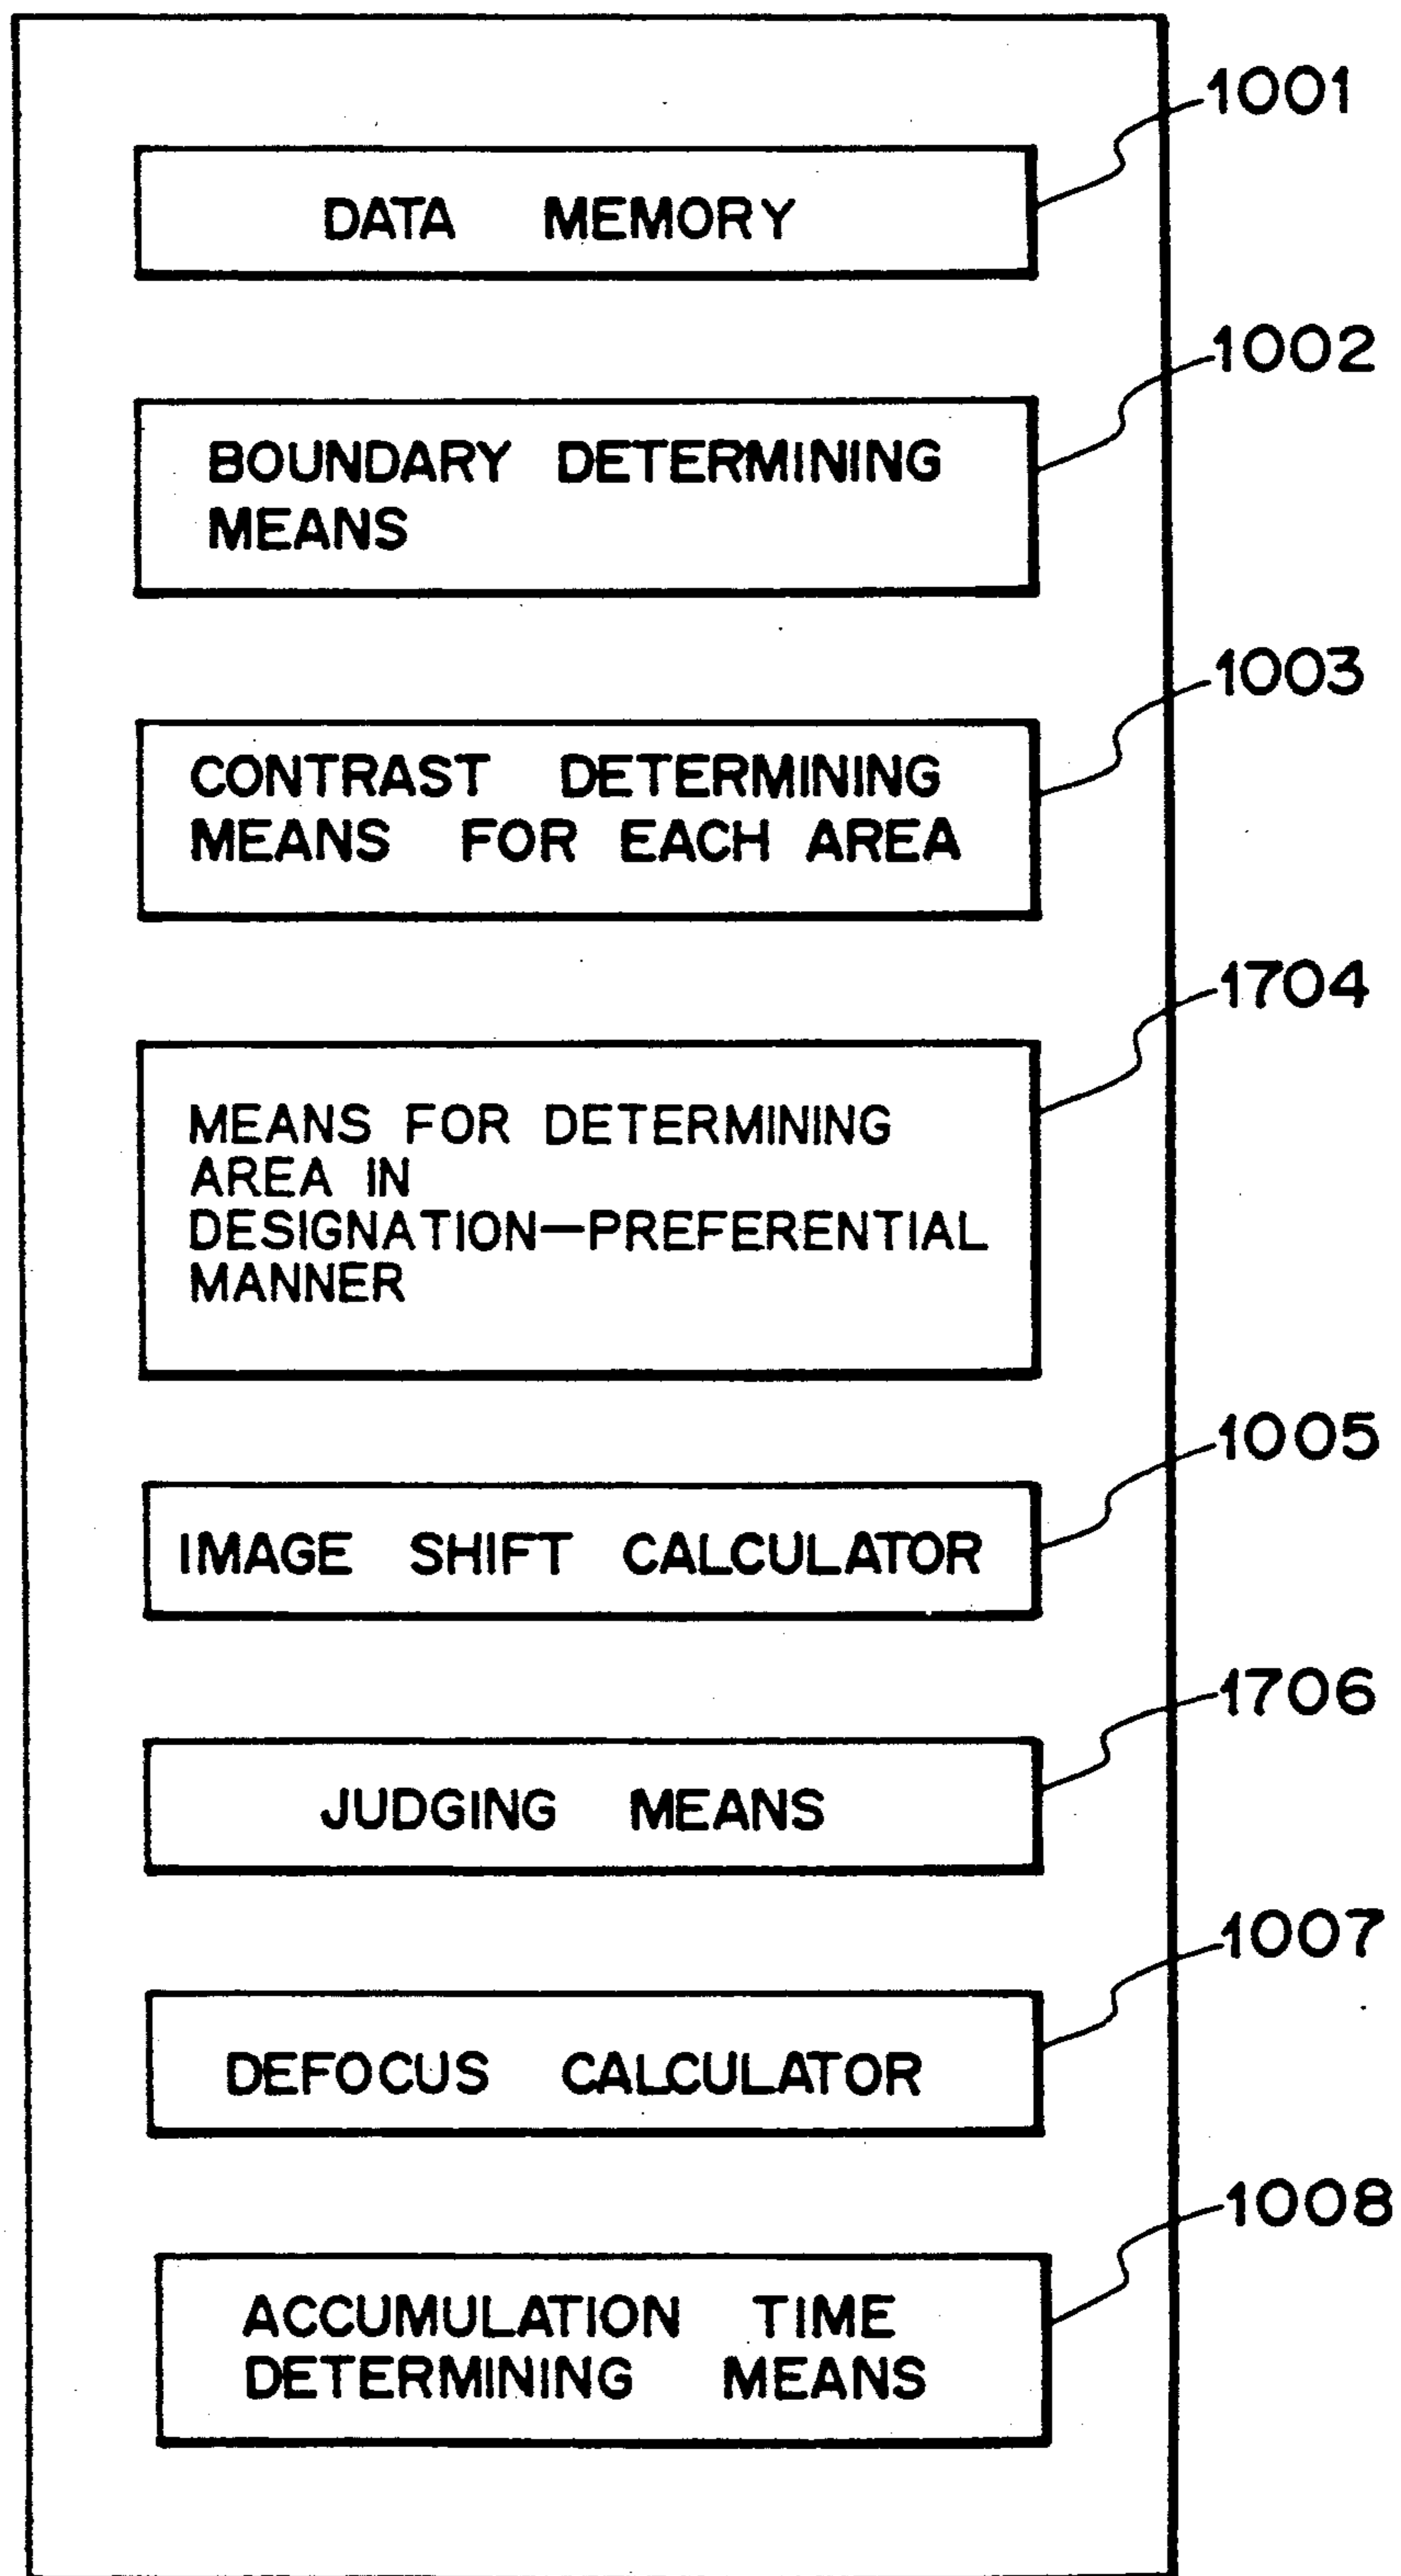 1001
DATA MEMORY
1002
BOUNDARY DETERMINING
MEANS
1003
CONTRAST DETERMINING
MEANS FOR EACH AREA
1704
MEANS FOR DETERMINING
AREA IN
DESIGNATION—PREFERENTIAL
MANNER
1005
IMAGE SHIFT CALCULATOR
1706
JUDGING MEANS
1007
DEFOCUS CALCULATOR
1008
ACCUMULATION TIME
DETERMINING MEANS